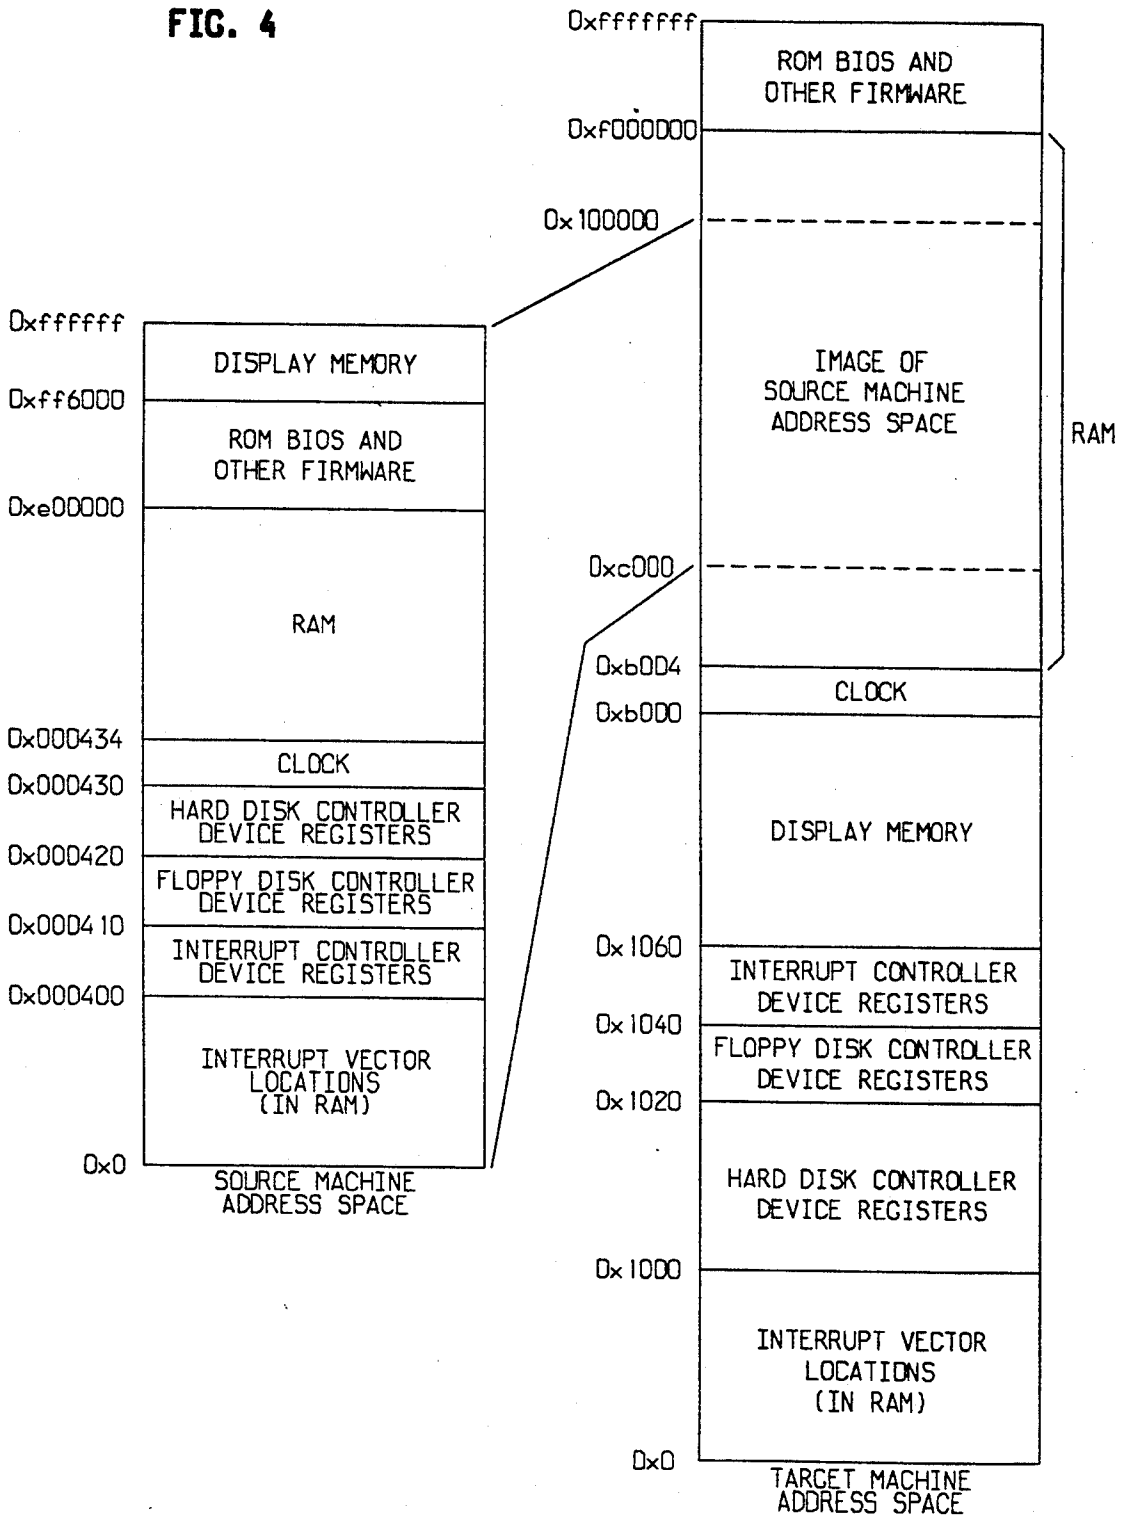 FIG. 4
0xffffff
DISPLAY MEMORY
0xff6000
ROM BIOS AND
OTHER FIRMWARE
0xe00000
RAM
0x000434
CLOCK
0x000430
HARD DISK CONTROLLER
DEVICE REGISTERS
0x000420
FLOPPY DISK CONTROLLER
DEVICE REGISTERS
0x000410
INTERRUPT CONTROLLER
DEVICE REGISTERS
0x000400
INTERRUPT VECTOR
LOCATIONS
(IN RAM)
0x0
SOURCE MACHINE
ADDRESS SPACE
0xfffffff
ROM BIOS AND
OTHER FIRMWARE
0xf000000
0x100000
IMAGE OF
SOURCE MACHINE
ADDRESS SPACE
RAM
0xc000
0xb004
CLOCK
0xb000
DISPLAY MEMORY
0x1060
INTERRUPT CONTROLLER
DEVICE REGISTERS
0x1040
FLOPPY DISK CONTROLLER
DEVICE REGISTERS
0x1020
HARD DISK CONTROLLER
DEVICE REGISTERS
0x1000
INTERRUPT VECTOR
LOCATIONS
(IN RAM)
0x0
TARGET MACHINE
ADDRESS SPACE